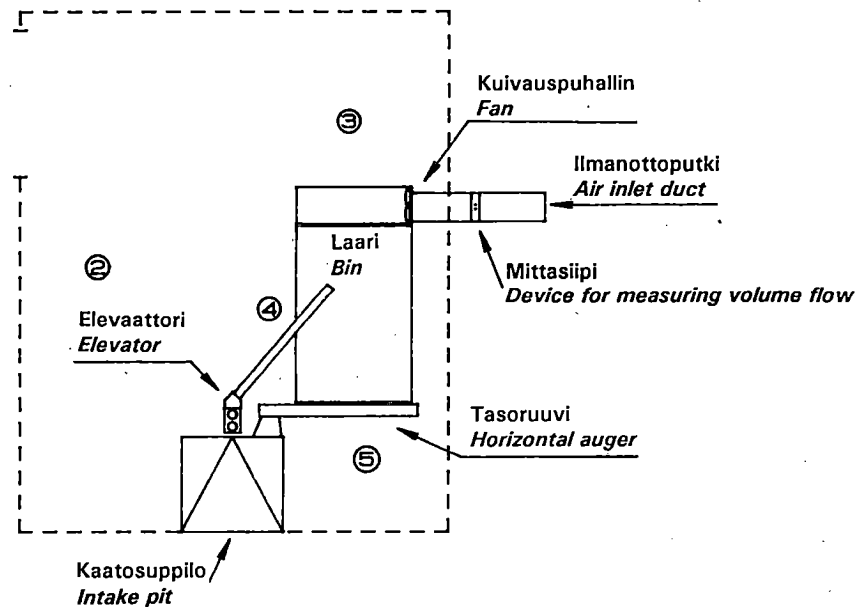 Kuivauspuhallin
Fan
③
Ilmanottoputki
Air inlet duct
Laari
Bin
②
Mittasiipi
Device for measuring volume flow
④
Elevaattori
Elevator
Tasoruuvi
Horizontal auger
⑤
Kaatosuppilo
Intake pit